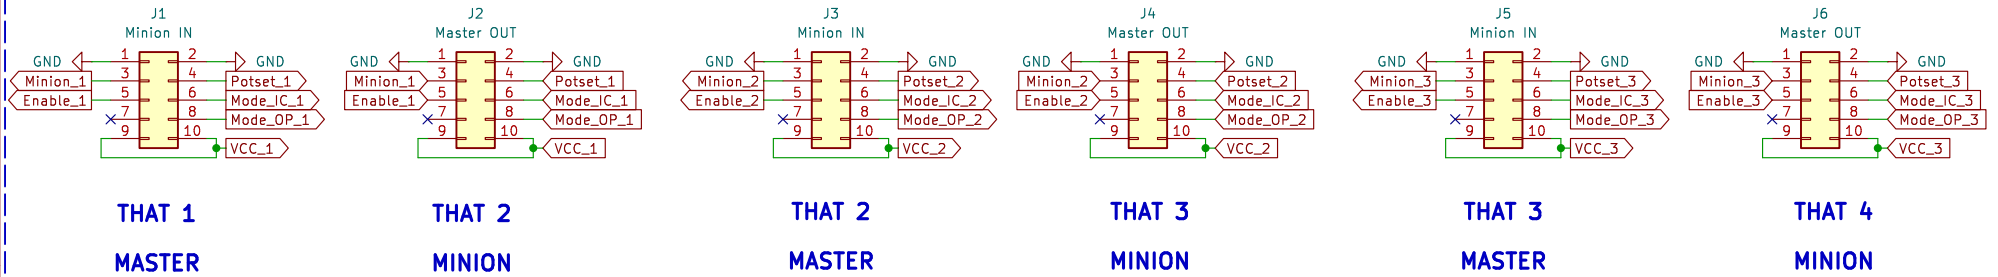 J1 J2 J3 J4 J5 J6
Minion IN Master OUT Minion IN Master OUT Minion IN Master OUT
GND 1 2 GND GND 1 2 GND GND 1 2 GND GND 1 2 GND GND 1 2 GND GND 1 2 GND
Minion_1 3 4 Potset_1 Minion_1 3 4 Potset_1 Minion_2 3 4 Potset_2 Minion_2 3 4 Potset_2 Minion_3 3 4 Potset_3 Minion_3 3 4 Potset_3
Enable_1 5 6 Mode_IC_1 Enable_1 5 6 Mode_IC_1 Enable_2 5 6 Mode_IC_2 Enable_2 5 6 Mode_IC_2 Enable_3 5 6 Mode_IC_3 Enable_3 5 6 Mode_IC_3
7 8 Mode_OP_1 7 8 Mode_OP_1 7 8 Mode_OP_2 7 8 Mode_OP_2 7 8 Mode_OP_3 7 8 Mode_OP_3
9 10 9 10 9 10 9 10 9 10 9 10
VCC_1 VCC_1 VCC_2 VCC_2 VCC_3 VCC_3
THAT 1 THAT 2 THAT 2 THAT 3 THAT 3 THAT 4
MASTER MINION MASTER MINION MASTER MINION